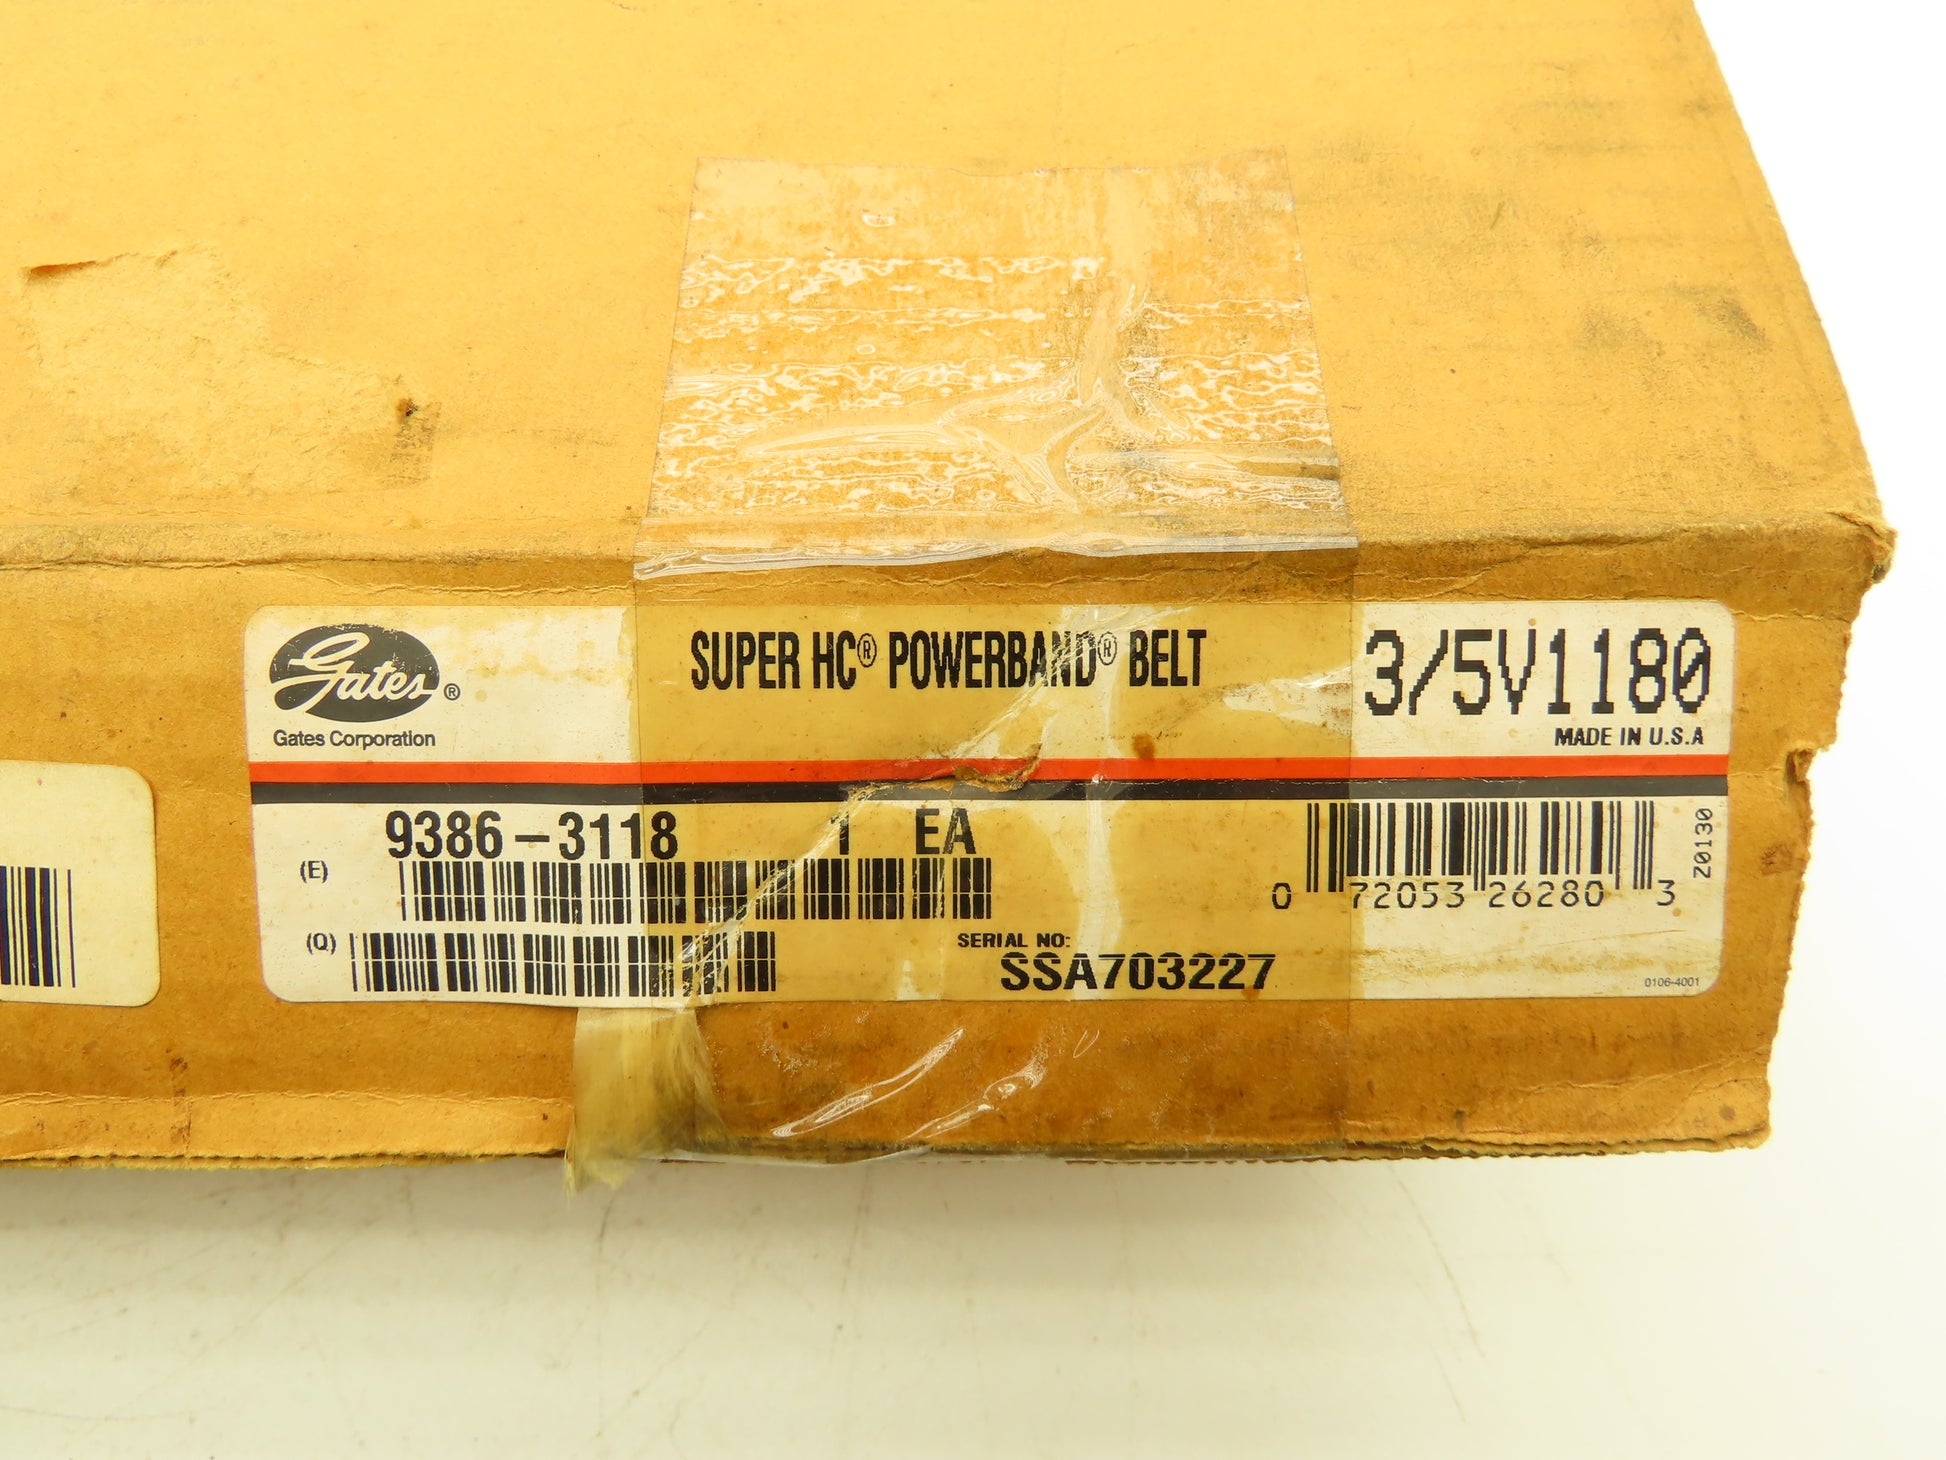 Gates®
Gates Corporation
SUPER HC® POWERBAND® BELT
3/5V1180
MADE IN U.S.A
9386-3118 1 EA
(E)
(Q)
SERIAL NO:
SSA703227
0 72053 26280 3
Z0130
0106-4001